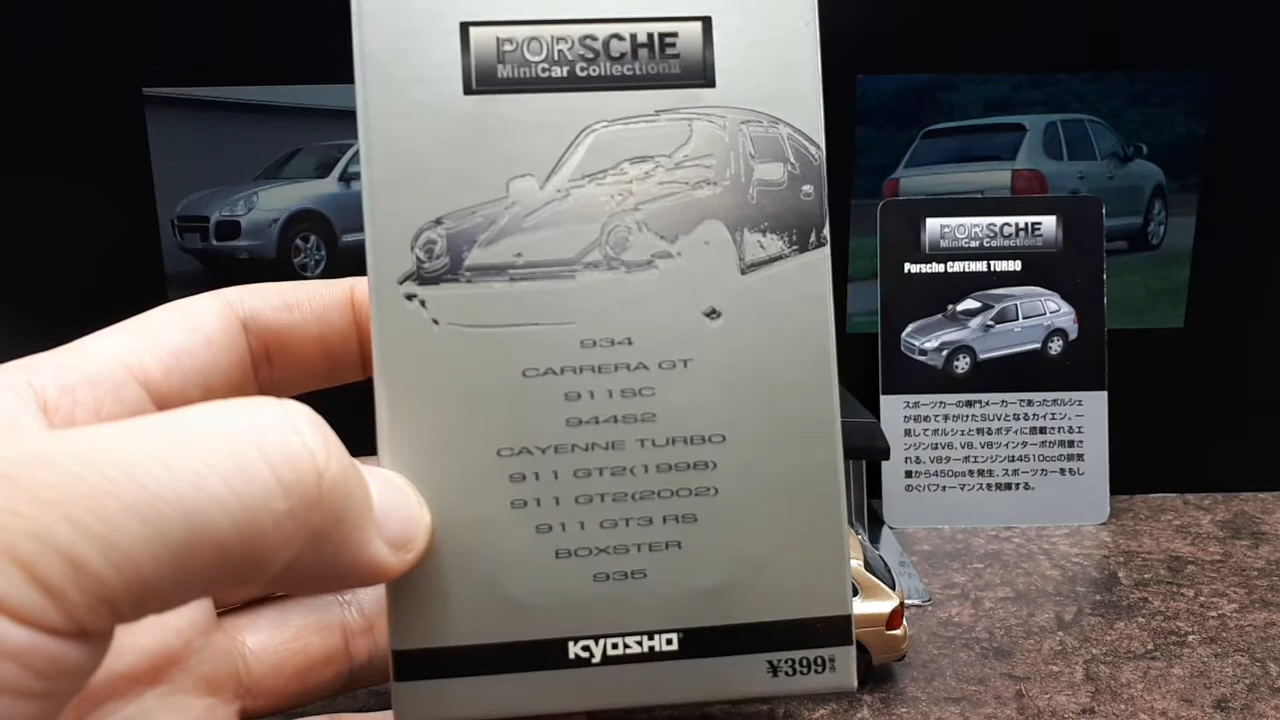 PORSCHE
MiniCar CollectionII
934
CARRERA GT
911SC
944S2
CAYENNE TURBO
911 GT2(1998)
911 GT2(2002)
911 GT3 RS
BOXSTER
935
KYOSHO
¥399
PORSCHE
MiniCar CollectionII
Porsche CAYENNE TURBO
スポーツカーの専門メーカーであったポルシェ
が初めて手がけたSUVとなるカイエン。一
見してポルシェと判るボディに搭載されるエ
ンジンはV6、V8、V8ツインターボが用意さ
れる。V8ターボエンジンは4510ccの排気
量から450psを発生、スポーツカーをもし
のぐパフォーマンスを発揮する。